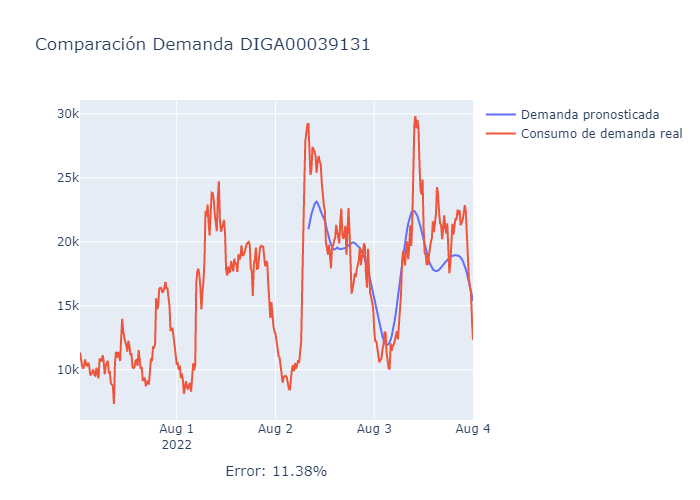 Comparación Demanda DIGA00039131
30k
25k
20k
15k
10k
Aug 1
2022
Aug 2
Aug 3
Aug 4
Error: 11.38%
Demanda pronosticada
Consumo de demanda real